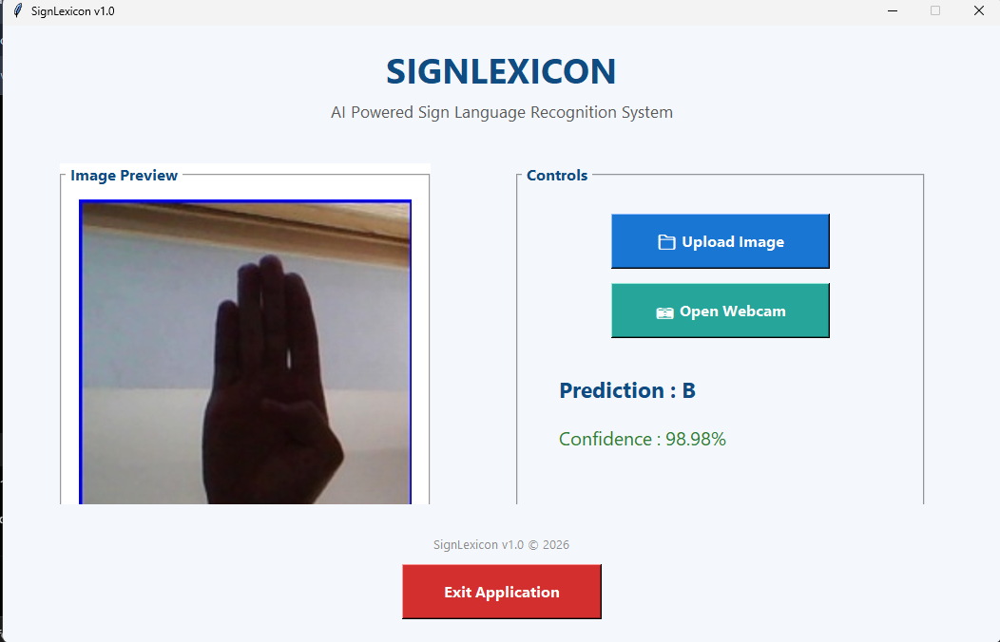 SignLexicon v1.0
SIGNLEXICON
AI Powered Sign Language Recognition System
Image Preview
Controls
Upload Image
Open Webcam
Prediction : B
Confidence : 98.98%
SignLexicon v1.0 © 2026
Exit Application